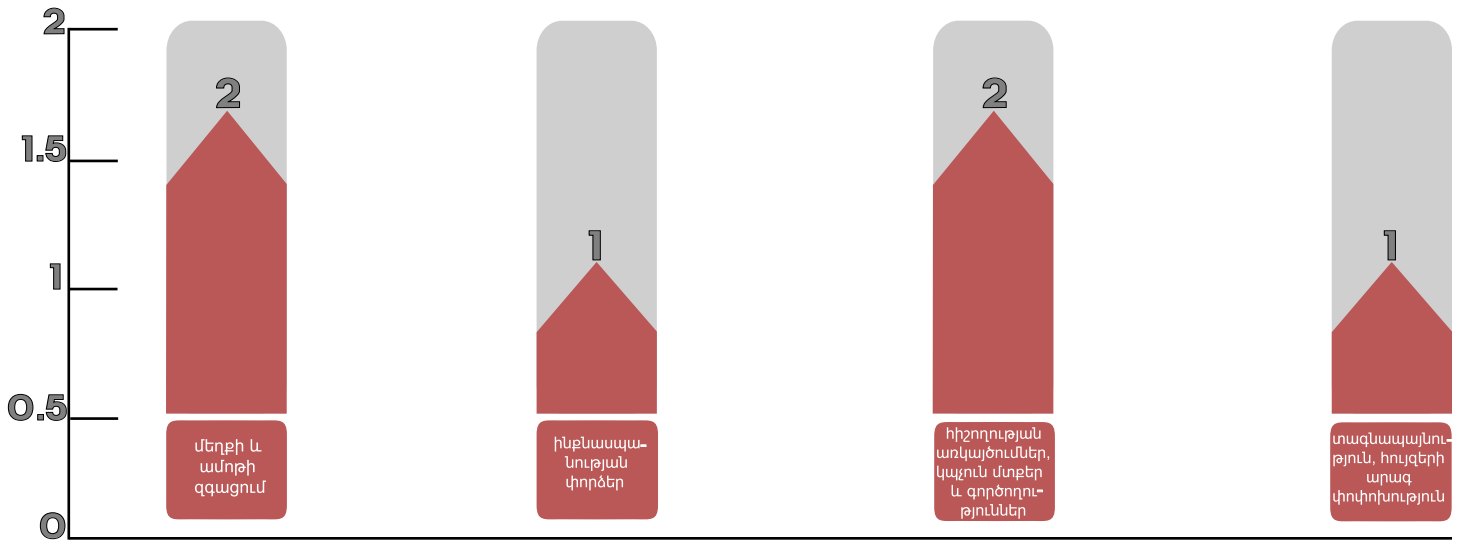 2
1.5
1
0.5
0
2
1
2
1
մեղքի և
ամոթի
զգացում
ինքնասպա-
նության
փորձեր
հիշողության
առկայծումներ,
կպչուն մտքեր
և գործողու-
թյուններ
տագնապայնու-
թյուն, հույզերի
արագ
փոփոխություն